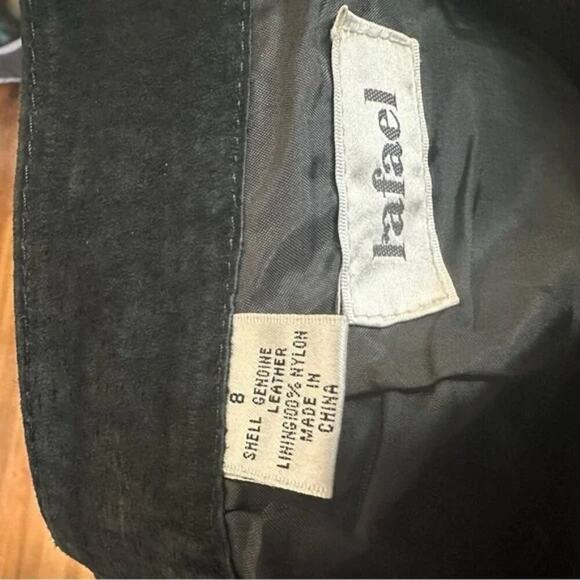 rafael
8
SHELL GENUINE
LEATHER
LINING100% NYLON
MADE IN
CHINA